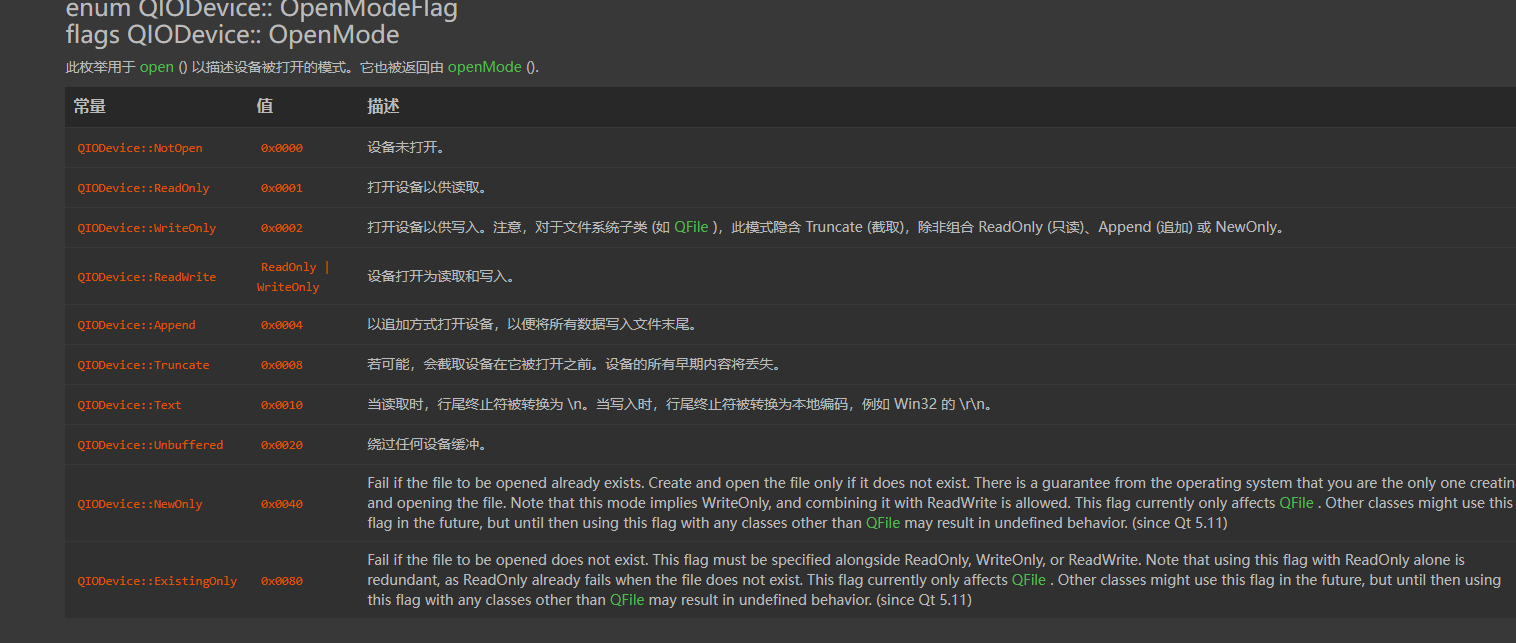 enum QIODevice:: OpenModeFlag
flags QIODevice:: OpenMode
此枚举用于 open () 以描述设备被打开的模式。它也被返回由 openMode ().
常量 值 描述
QIODevice::NotOpen 0x0000 设备未打开。
QIODevice::ReadOnly 0x0001 打开设备以供读取。
QIODevice::WriteOnly 0x0002 打开设备以供写入。注意，对于文件系统子类 (如 QFile )，此模式隐含 Truncate (截取)，除非组合 ReadOnly (只读)、Append (追加) 或 NewOnly。
QIODevice::ReadWrite ReadOnly |
WriteOnly 设备打开为读取和写入。
QIODevice::Append 0x0004 以追加方式打开设备，以便将所有数据写入文件末尾。
QIODevice::Truncate 0x0008 若可能，会截取设备在它被打开之前。设备的所有早期内容将丢失。
QIODevice::Text 0x0010 当读取时，行尾终止符被转换为 \n。当写入时，行尾终止符被转换为本地编码，例如 Win32 的 \r\n。
QIODevice::Unbuffered 0x0020 绕过任何设备缓冲。
QIODevice::NewOnly 0x0040 Fail if the file to be opened already exists. Create and open the file only if it does not exist. There is a guarantee from the operating system that you are the only one creatin
and opening the file. Note that this mode implies WriteOnly, and combining it with ReadWrite is allowed. This flag currently only affects QFile . Other classes might use this
flag in the future, but until then using this flag with any classes other than QFile may result in undefined behavior. (since Qt 5.11)
QIODevice::ExistingOnly 0x0080 Fail if the file to be opened does not exist. This flag must be specified alongside ReadOnly, WriteOnly, or ReadWrite. Note that using this flag with ReadOnly alone is
redundant, as ReadOnly already fails when the file does not exist. This flag currently only affects QFile . Other classes might use this flag in the future, but until then using
this flag with any classes other than QFile may result in undefined behavior. (since Qt 5.11)